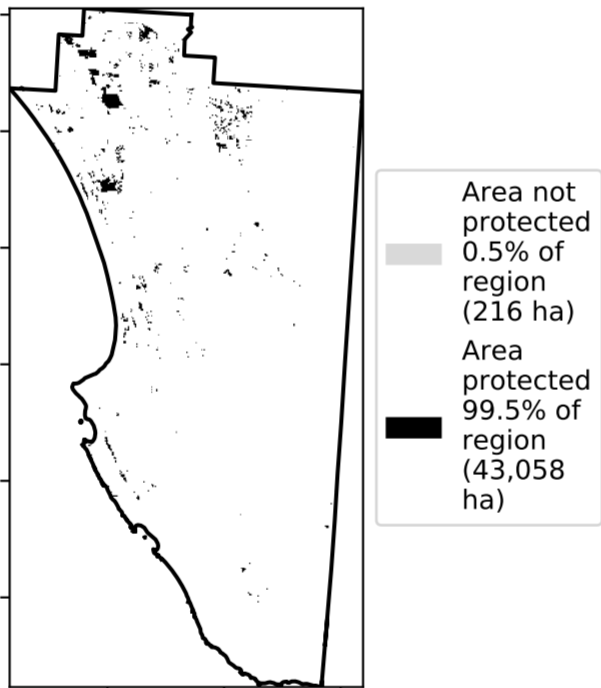 Area not
protected
0.5% of
region
(216 ha)
Area
protected
99.5% of
region
(43,058
ha)